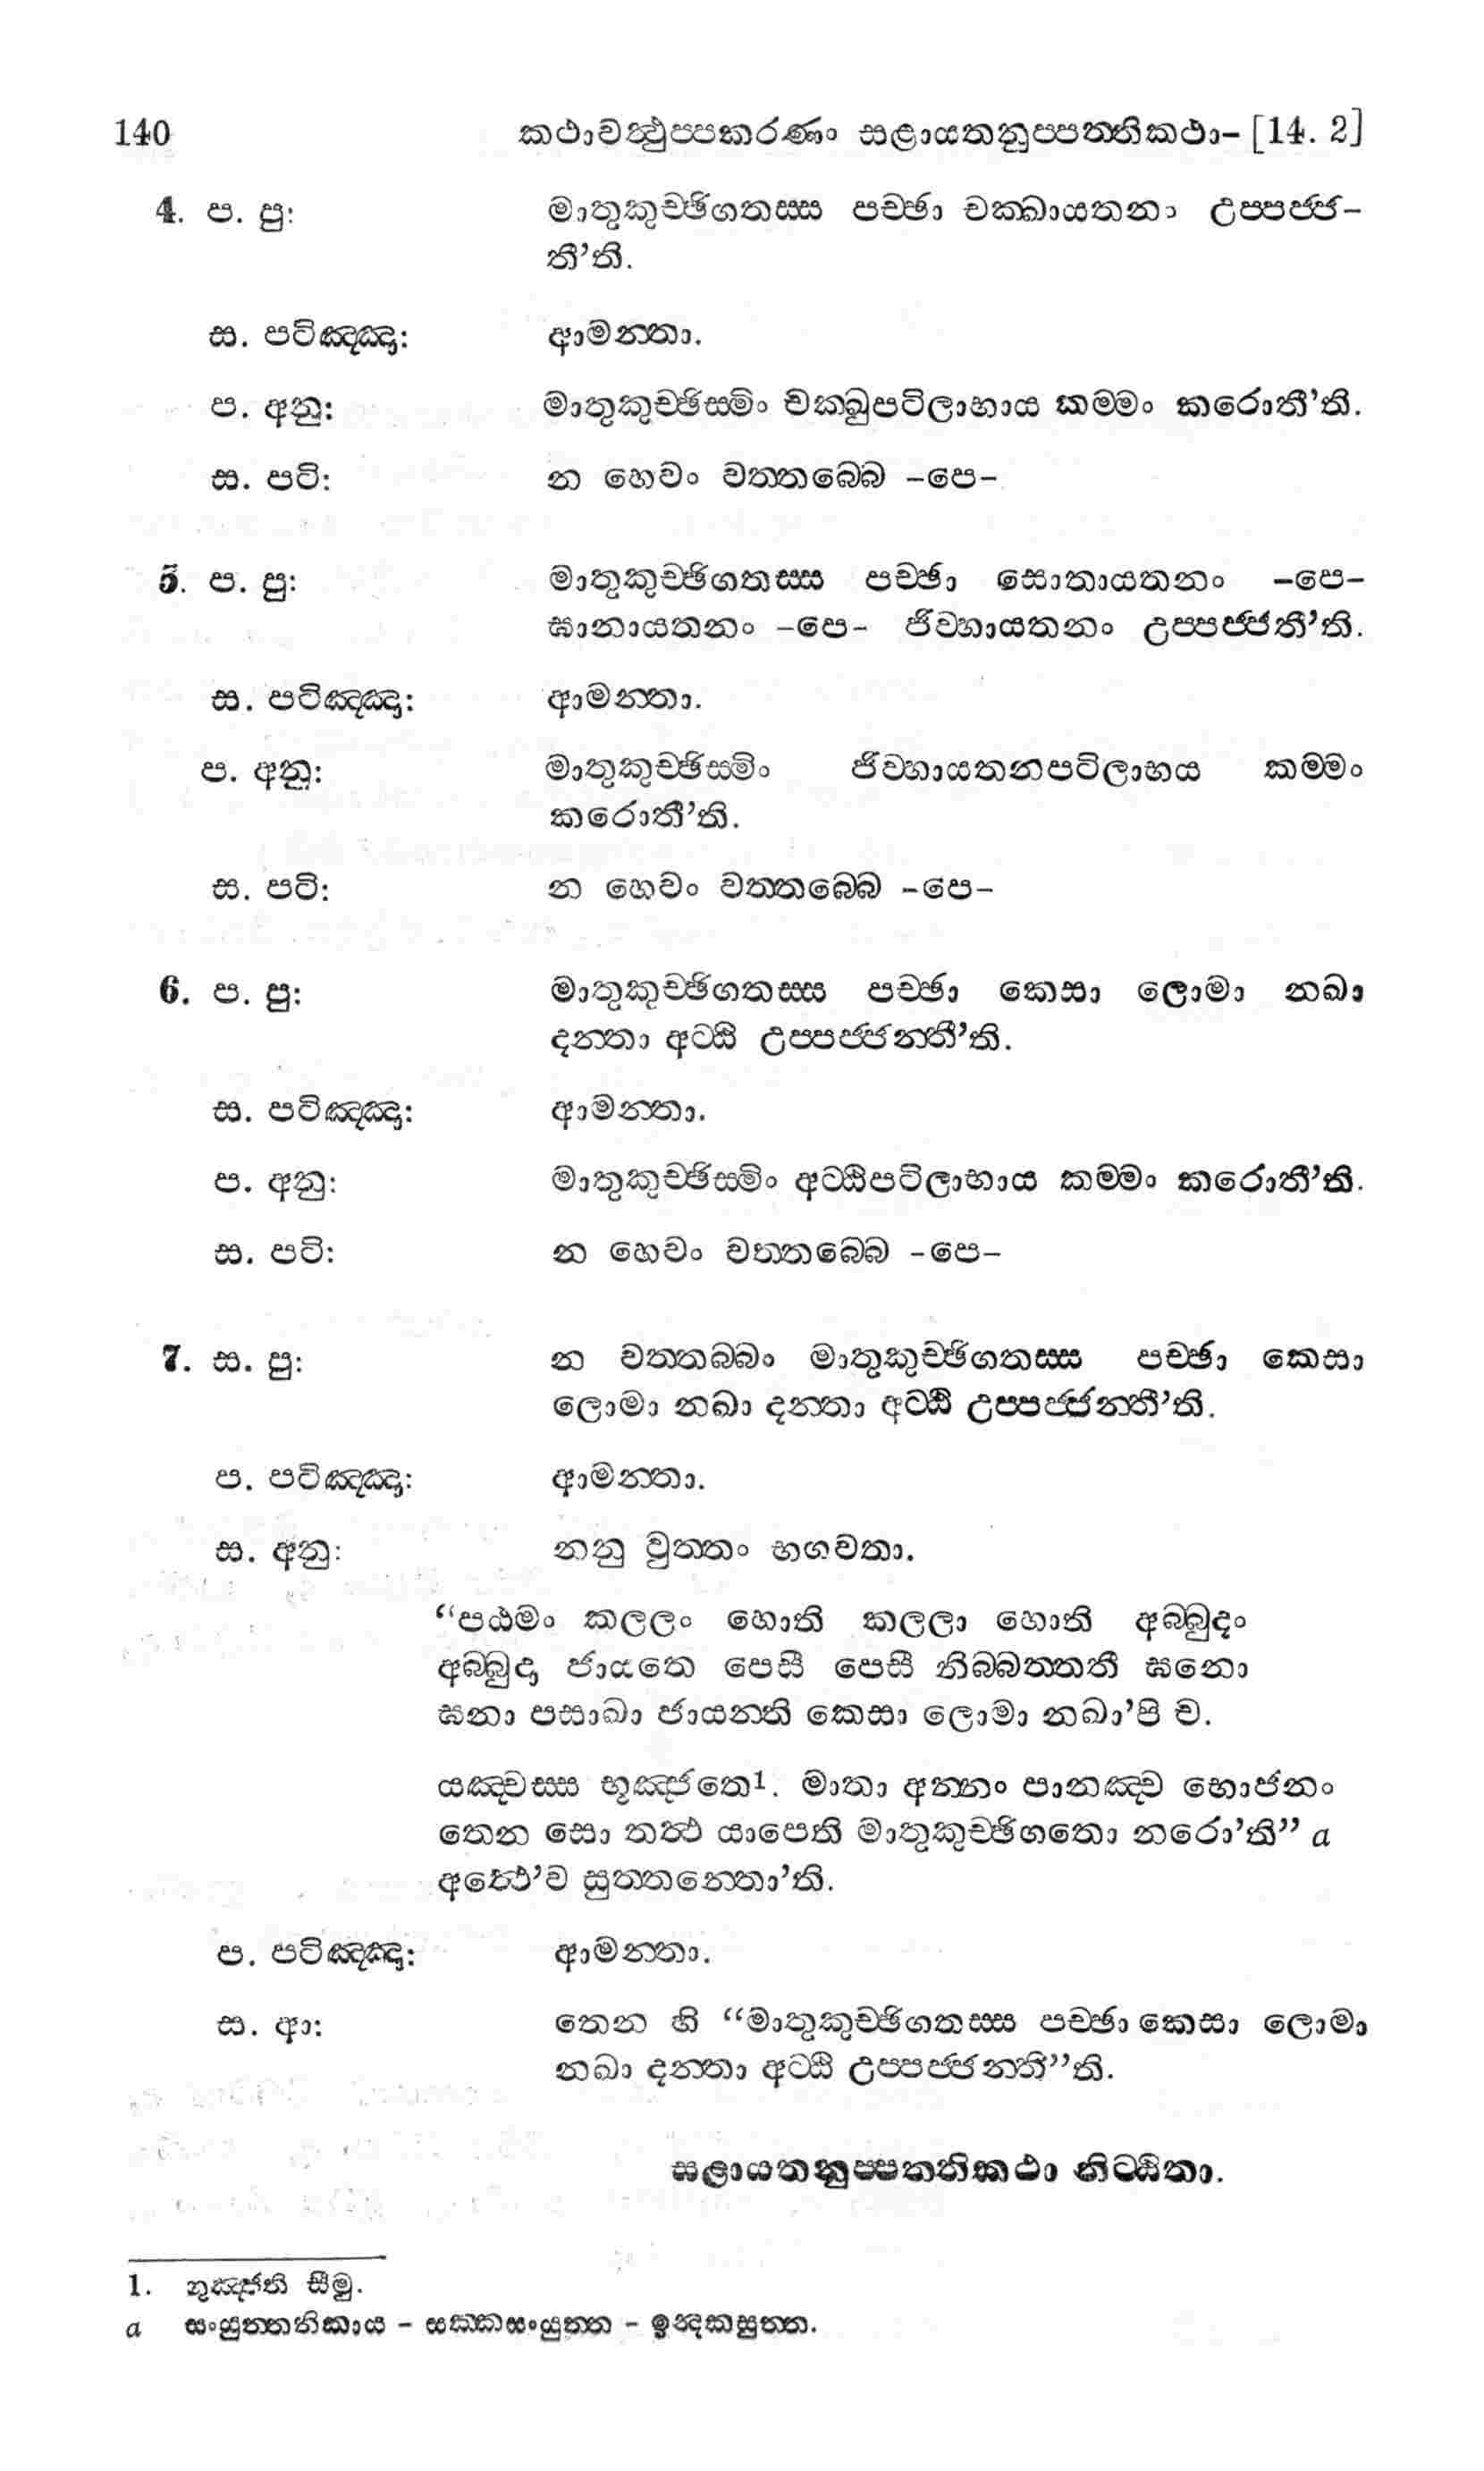 140 කථාවත්ථුප්පකරණං සළායතනුප්පත්තිකථා- [14. 2]
4. ප. පු: මාතුකුච්ඡිගතස්ස පච්ඡා චක්ඛායතනා උප්පජ්ජ-
තී'ති.
ස. පටිඤ්ඤා: ආමන්තා.
ප. අනු: මාතුකුච්ඡිස්මිං චක්ඛුපටිලාභාය කම්මං කරොතී'ති.
ස. පටි: න හෙවං වත්තබ්බෙ -පෙ-
5. ප. පු: මාතුකුච්ඡිගතස්ස පච්ඡා සොතායතනං -පෙ-
ඝානායතනං -පෙ- ජිව්හායතනං උප්පජ්ජතී'ති.
ස. පටිඤ්ඤා: ආමන්තා.
ප. අනු: මාතුකුච්ඡිස්මිං ජිව්හායතනපටිලාභය කම්මං
කරොතී'ති.
ස. පටි: න හෙවං වත්තබ්බෙ -පෙ-
6. ප. පු: මාතුකුච්ඡිගතස්ස පච්ඡා කෙසා ලොමා නඛා
දන්තා අට්ඨි උප්පජ්ජන්තී'ති.
ස. පටිඤ්ඤා: ආමන්තා.
ප. අනු: මාතුකුච්ඡිස්මිං අට්ඨිපටිලාභාය කම්මං කරොතී'ති.
ස. පටි: න හෙවං වත්තබ්බෙ -පෙ-
7. ස. පු: න වත්තබ්බං මාතුකුච්ඡිගතස්ස පච්ඡා කෙසා
ලොමා නඛා දන්තා අට්ඨි උප්පජ්ජන්තී'ති.
ප. පටිඤ්ඤා: ආමන්තා.
ස. අනු: නනු වුත්තං භගවතා.
“පඨමං කලලං හොති කලලා හොති අබ්බුදං
අබ්බුදා ජායතෙ පෙසී පෙසී නිබ්බත්තතී ඝනො
ඝනා පසාඛා ජායන්ති කෙසා ලොමා නඛා'පි ච.
යඤ්චස්ස භූඤ්ජතෙ1. මාතා අන්නං පානඤ්ච භොජනං
තෙන සො තත්ථ යාපෙති මාතුකුච්ඡිගතො නරො'ති” a
අත්ථෙ'ව සුත්තන්තො'ති.
ප. පටිඤ්ඤා: ආමන්තා.
ස. ආ: තෙන හි “මාතුකුච්ඡිගතස්ස පච්ඡා කෙසා ලොමා
නඛා දන්තා අට්ඨි උප්පජ්ජන්තී”ති.
සළායතනුප්පත්තිකථා නිට්ඨිතා.
1. භුඤ්ජති සීමු.
a සංයුත්තනිකාය - සක්කසංයුත්ත - ඉන්දකසුත්ත.